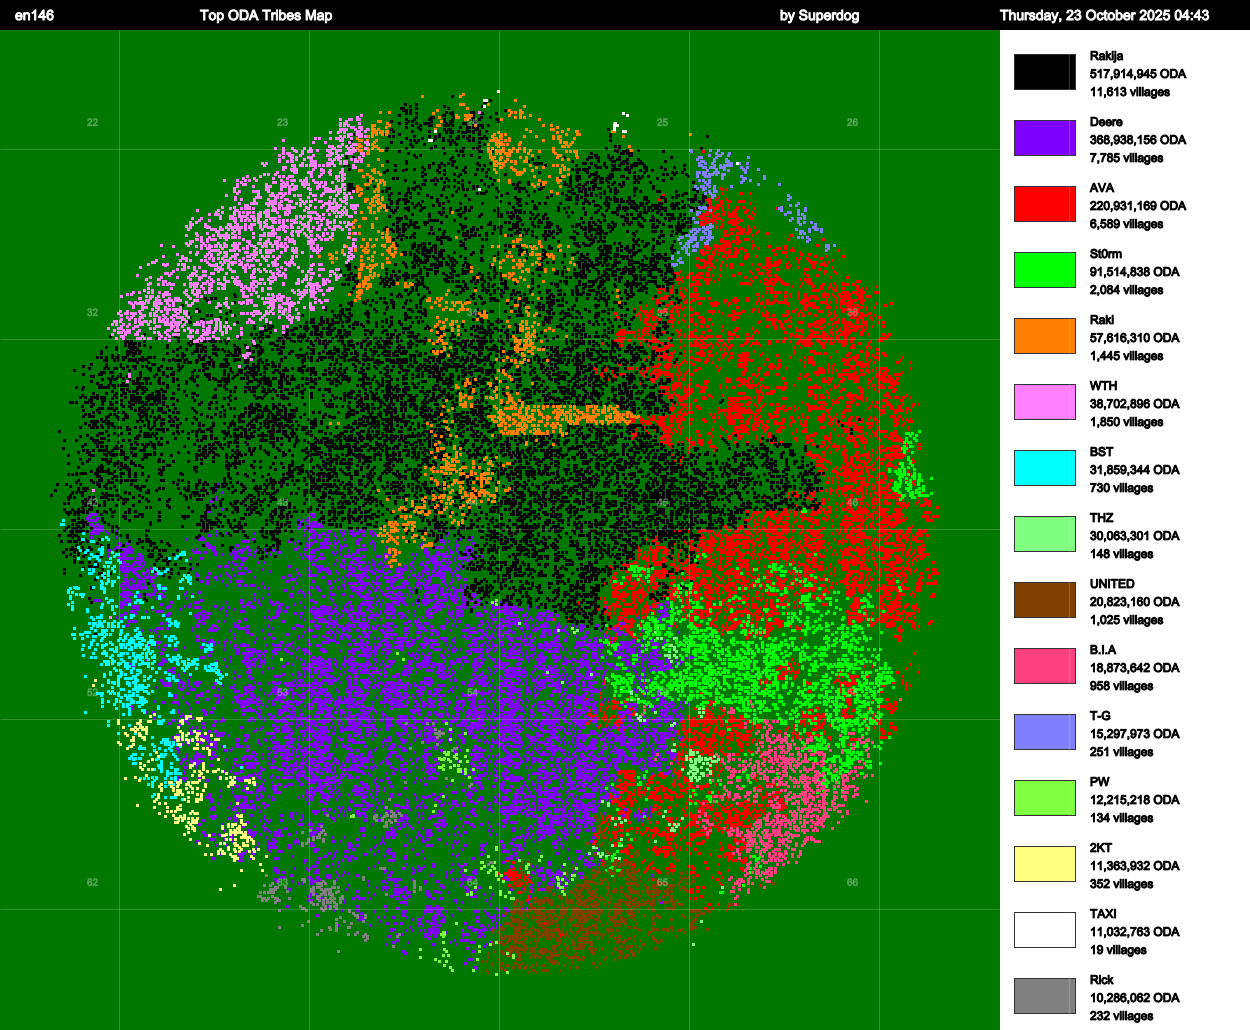 en146 Top ODA Tribes Map by Superdog Thursday, 23 October 2025 04:43
Rakija
517,914,945 ODA
11,613 villages
Deere
368,938,156 ODA
7,785 villages
AVA
220,931,169 ODA
6,589 villages
St0rm
91,514,838 ODA
2,084 villages
Raki
57,616,310 ODA
1,445 villages
WTH
38,702,896 ODA
1,850 villages
BST
31,859,344 ODA
730 villages
THZ
30,063,301 ODA
148 villages
UNITED
20,823,160 ODA
1,025 villages
B.I.A
18,873,642 ODA
958 villages
T-G
15,297,973 ODA
251 villages
PW
12,215,218 ODA
134 villages
2KT
11,363,932 ODA
352 villages
TAXI
11,032,763 ODA
19 villages
Rick
10,286,062 ODA
232 villages
22 23 25 26
32
53 54
62 65 66